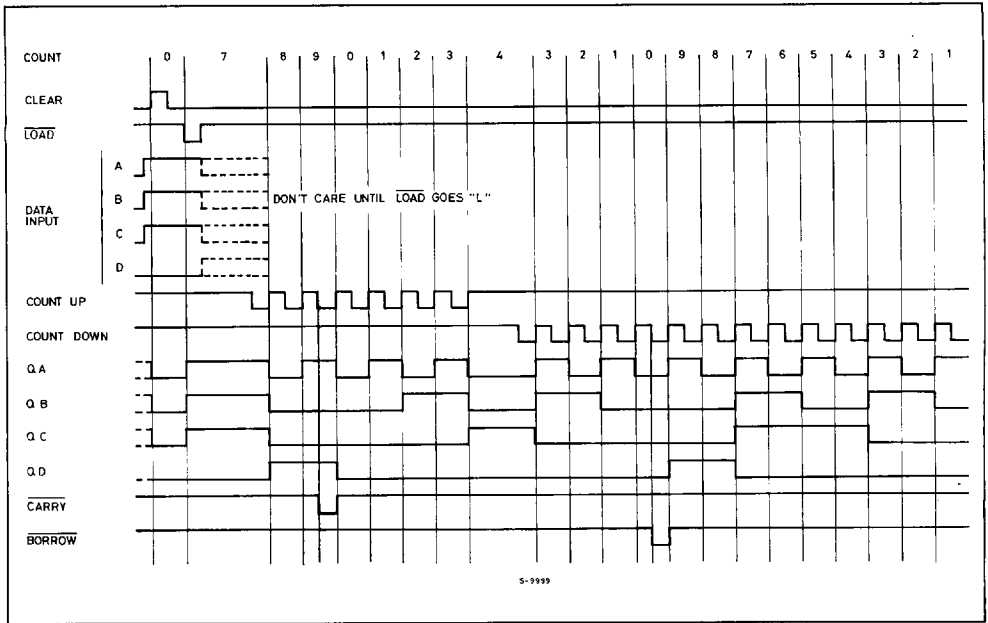 COUNT 0 7 8 9 0 1 2 3 4 3 2 1 0 9 8 7 6 5 4 3 2 1
CLEAR
LOAD
A
B DON'T CARE UNTIL LOAD GOES "L"
DATA
INPUT
C
D
COUNT UP
COUNT DOWN
Q A
Q B
Q C
Q D
CARRY
BORROW
S-9999